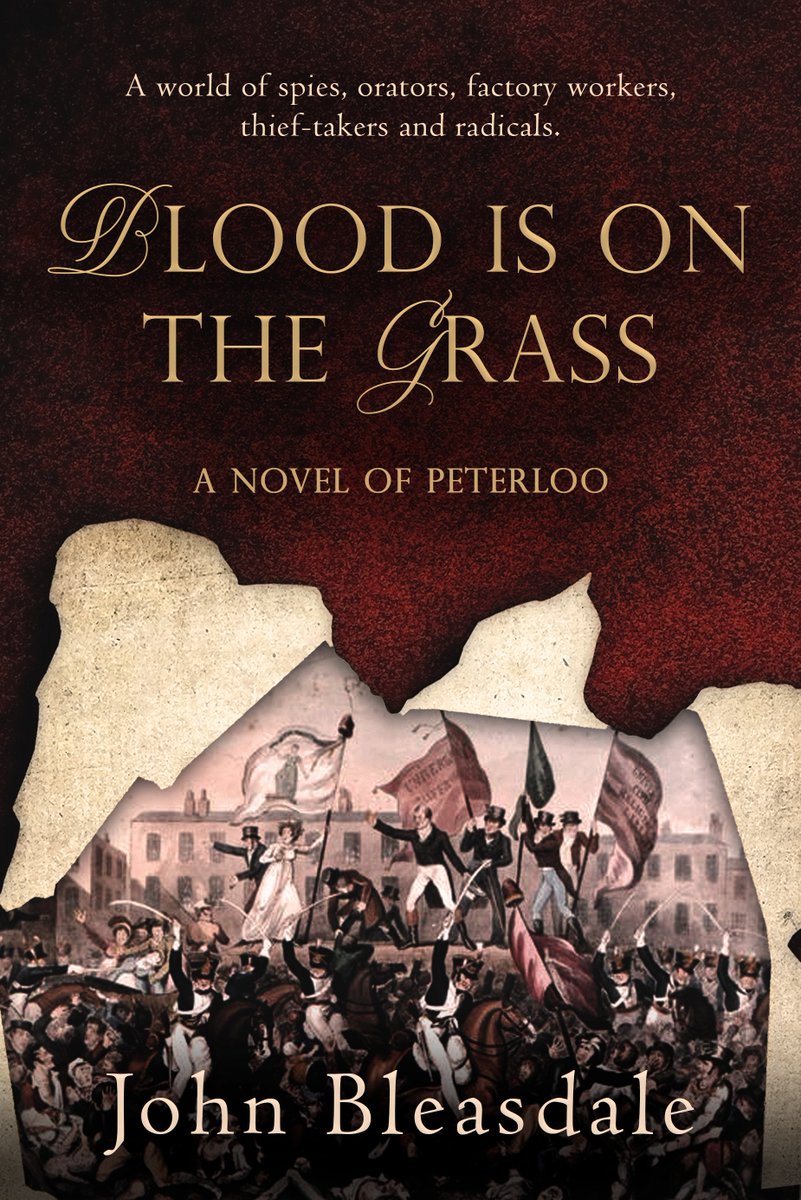 A world of spies, orators, factory workers,
thief-takers and radicals.
BLOOD IS ON
THE GRASS
A NOVEL OF PETERLOO
John Bleasdale